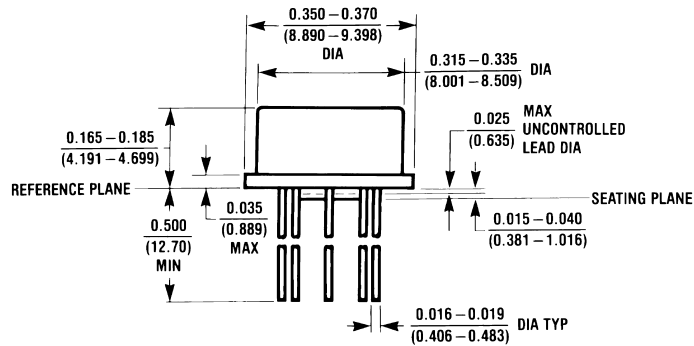 0.350 – 0.370
(8.890 – 9.398)
DIA
0.315 – 0.335
(8.001 – 8.509)
DIA
0.165 – 0.185
(4.191 – 4.699)
0.025
(0.635)
MAX
UNCONTROLLED
LEAD DIA
REFERENCE PLANE
SEATING PLANE
0.035
(0.889)
MAX
0.500
(12.70)
MIN
0.015 – 0.040
(0.381 – 1.016)
0.016 – 0.019
(0.406 – 0.483)
DIA TYP